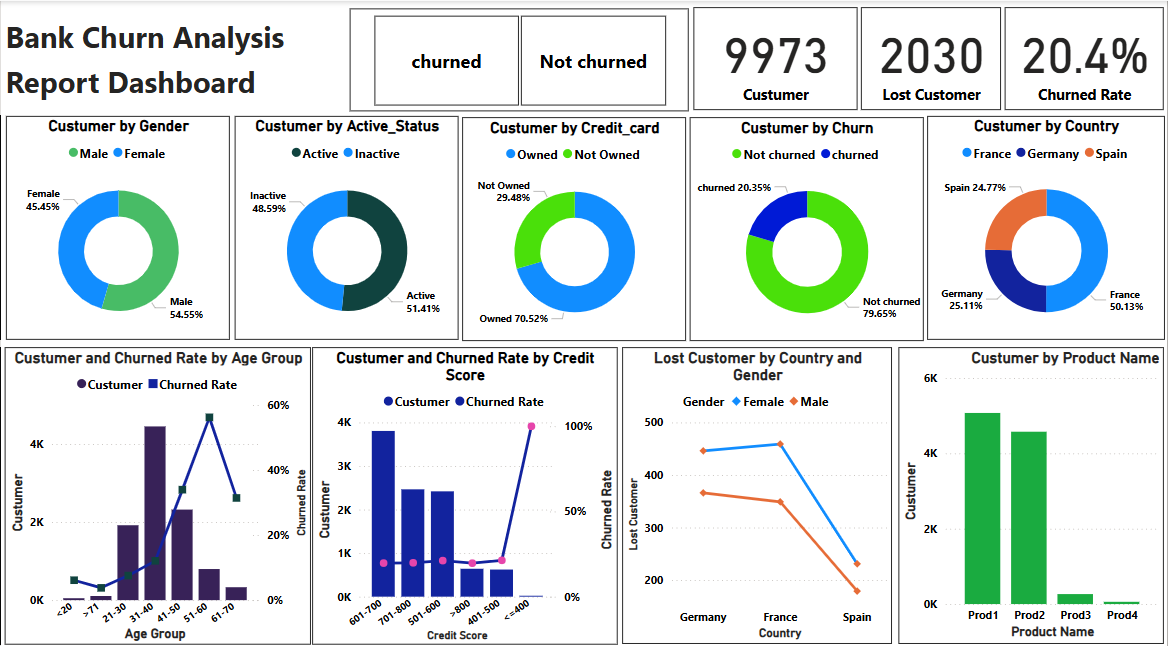 Bank Churn Analysis
Report Dashboard
churned
Not churned
9973
Custumer
2030
Lost Customer
20.4%
Churned Rate
Custumer by Gender
Male Female
Female
45.45%
Male
54.55%
Custumer by Active_Status
Active Inactive
Inactive
48.59%
Active
51.41%
Custumer by Credit_card
Owned Not Owned
Not Owned
29.48%
Owned 70.52%
Custumer by Churn
Not churned churned
churned 20.35%
Not churned
79.65%
Custumer by Country
France Germany Spain
Spain 24.77%
Germany
25.11%
France
50.13%
Custumer and Churned Rate by Age Group
Custumer Churned Rate
60%
4K
40%
2K
20%
0K
0%
Custumer
Churned Rate
<20
>71
21-30
31-40
41-50
51-60
61-70
Age Group
Custumer and Churned Rate by Credit
Score
Custumer Churned Rate
4K
100%
3K
2K
50%
1K
0K
0%
Custumer
Churned Rate
601-700
701-800
501-600
>800
401-500
<=400
Credit Score
Lost Customer by Country and
Gender
Gender Female Male
500
400
300
200
Lost Customer
Germany
France
Spain
Country
Custumer by Product Name
6K
4K
2K
0K
Custumer
Prod1
Prod2
Prod3
Prod4
Product Name